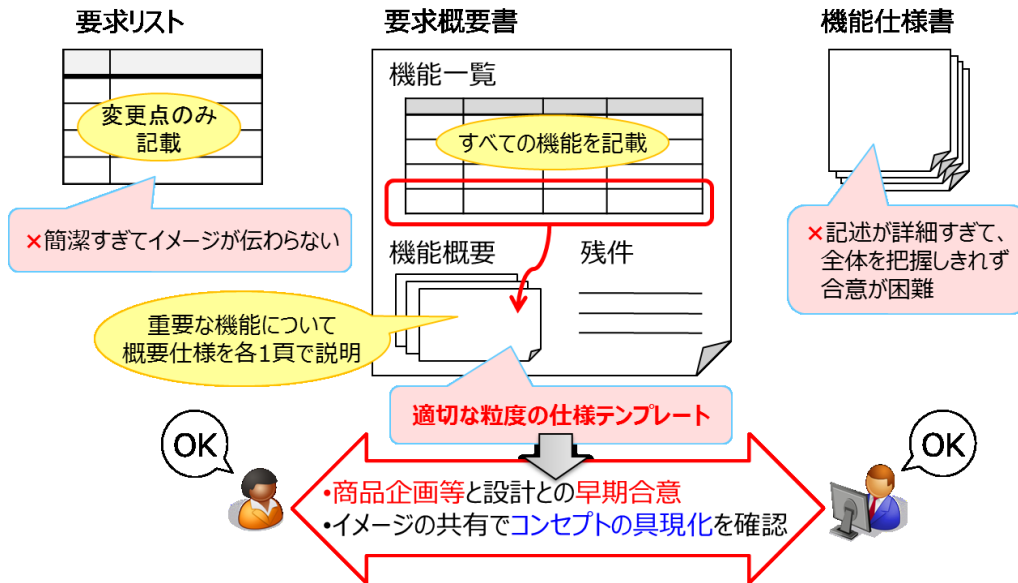 要求リスト
変更点のみ
記載
×簡潔すぎてイメージが伝わらない
要求概要書
機能一覧
すべての機能を記載
機能概要
残件
重要な機能について
概要仕様を各1頁で説明
適切な粒度の仕様テンプレート
機能仕様書
×記述が詳細すぎて、
全体を把握しきれず
合意が困難
OK
OK
•商品企画等と設計との早期合意
•イメージの共有でコンセプトの具現化を確認